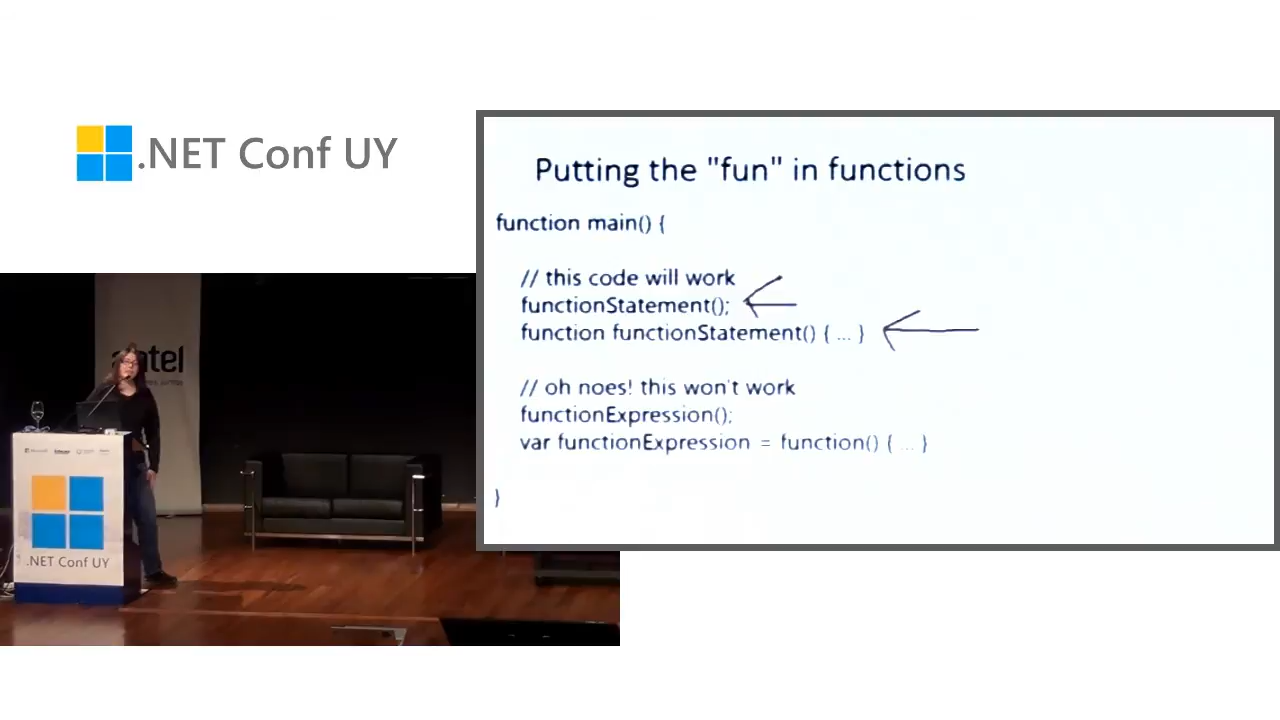 .NET Conf UY
Putting the "fun" in functions
function main() {
// this code will work
functionStatement();
function functionStatement() { ... }
// oh noes! this won't work
functionExpression();
var functionExpression = function() { ... }
}
.NET Conf UY